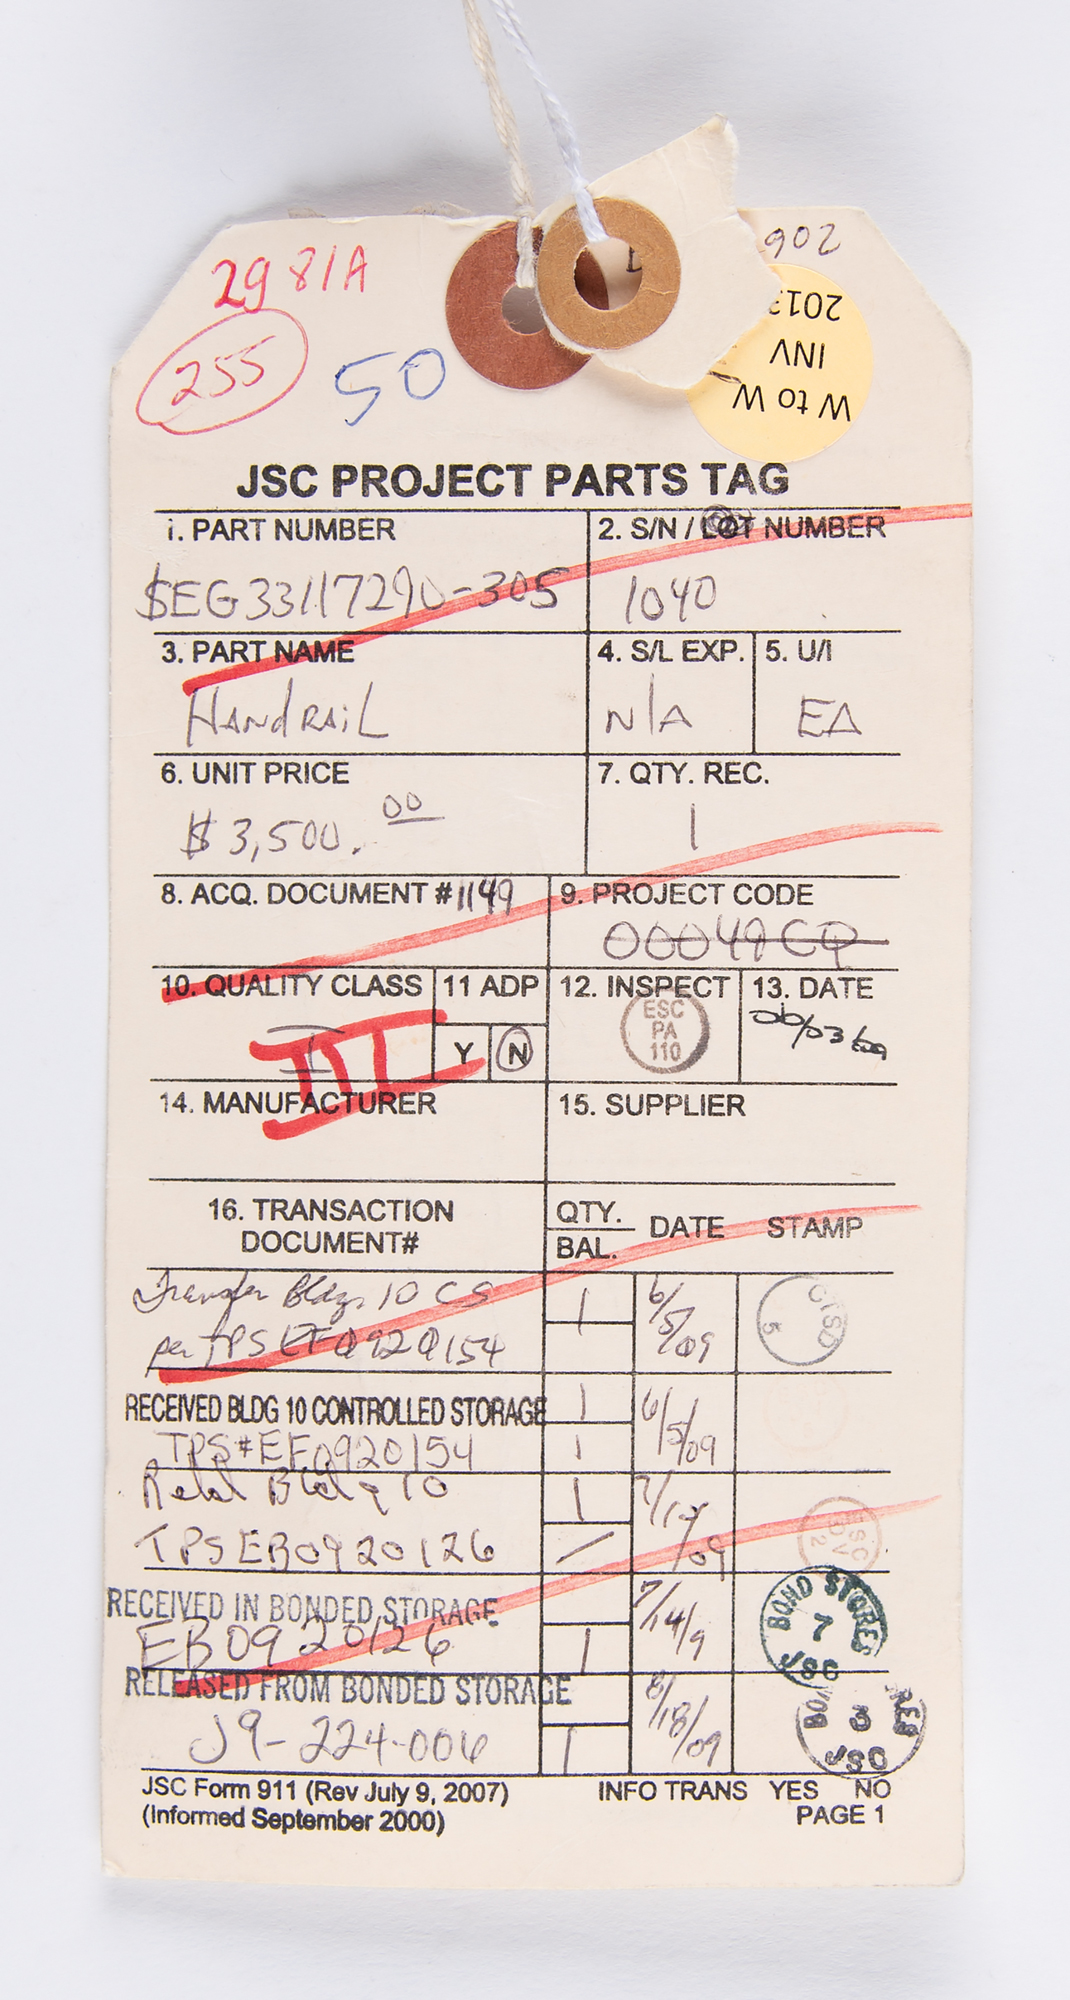 2981A
902
2013
INV
W to W
255
50
JSC PROJECT PARTS TAG
1. PART NUMBER
2. S/N / LOT NUMBER
SEG33117290-305
1040
3. PART NAME
4. S/L EXP.
5. U/I
HANdRAiL
N/A
EA
6. UNIT PRICE
7. QTY. REC.
$ 3,500.00
1
8. ACQ. DOCUMENT # 1149
9. PROJECT CODE
00049CQ
10. QUALITY CLASS
11 ADP
12. INSPECT
13. DATE
III
Y
N
ESC
PA
110
06/03/09
14. MANUFACTURER
15. SUPPLIER
16. TRANSACTION
DOCUMENT#
QTY.
BAL.
DATE
STAMP
Transfer Bldg 10 CS
per TPS EF0920154
1
6/5/09
CTSD
5
RECEIVED BLDG 10 CONTROLLED STORAGE
TPS#EF0920154
1
1
6/5/09
Bldg 10
TPS EB0920126
1
ESC
2
RECEIVED IN BONDED STORAGE
EB0920126
1
7/14/9
BOND STORES
7
JSC
RELEASED FROM BONDED STORAGE
J9-224-006
1
8/18/09
3
JSC
JSC Form 911 (Rev July 9, 2007)
INFO TRANS YES NO
(Informed September 2000)
PAGE 1